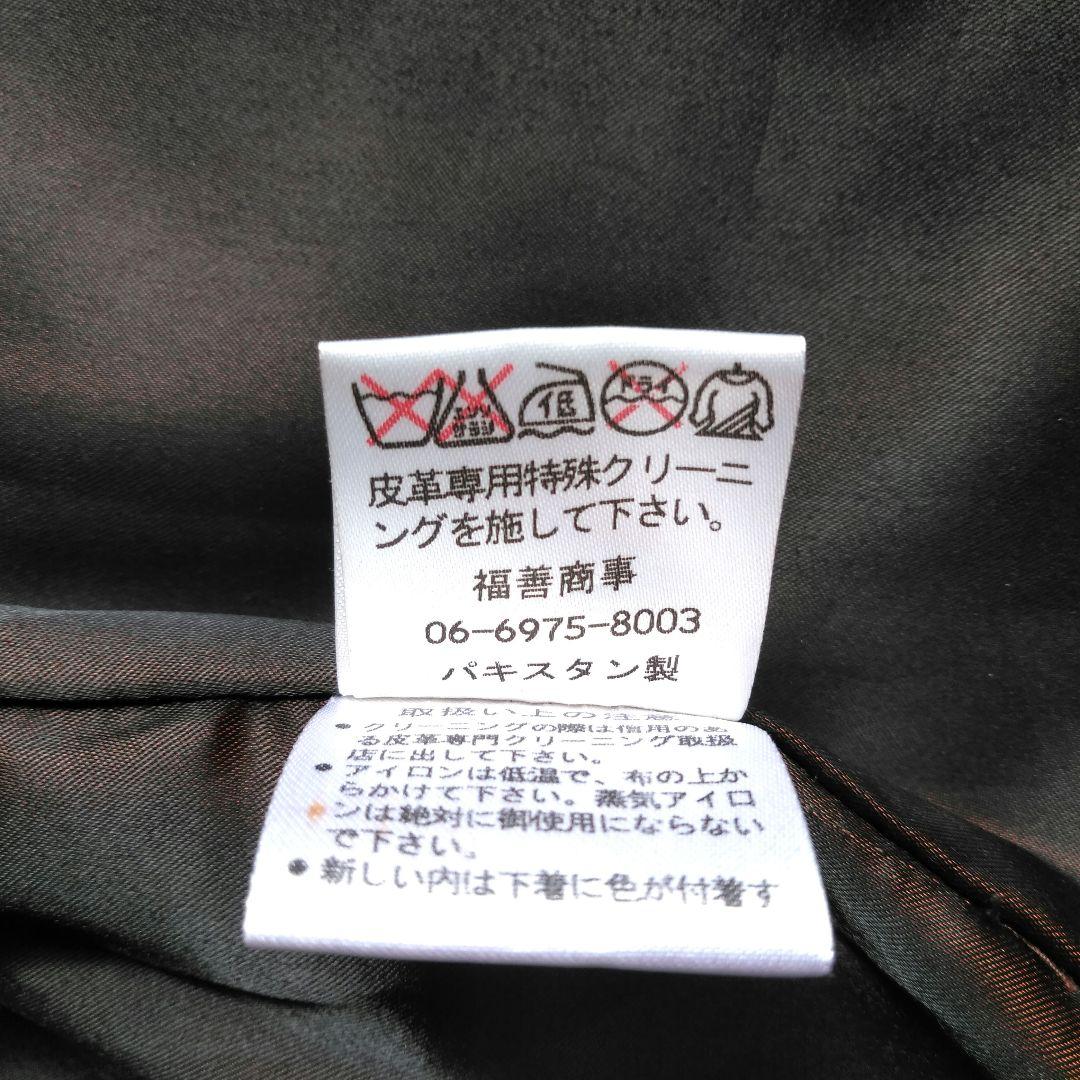 エンソ
サラシ
低
ドライ
皮革専用特殊クリーニ
ングを施して下さい。
福善商事
06-6975-8003
パキスタン製
取扱い上の注意
● クリーニングの際は信用のあ
る皮革専門クリーニング取扱
店に出して下さい。
● アイロンは低温で、布の上か
らかけて下さい。蒸気アイロ
ンは絶対に御使用にならない
で下さい。
● 新しい内は下着に色が付着す